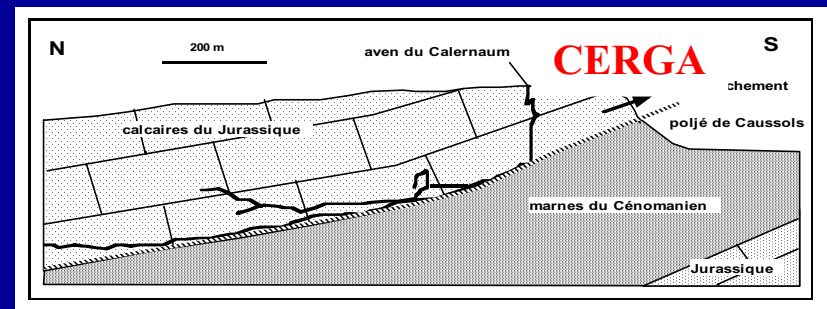 N
200 m
aven du Calernaum
CERGA
S
chement
poljé de Caussols
calcaires du Jurassique
marnes du Cénomanien
Jurassique